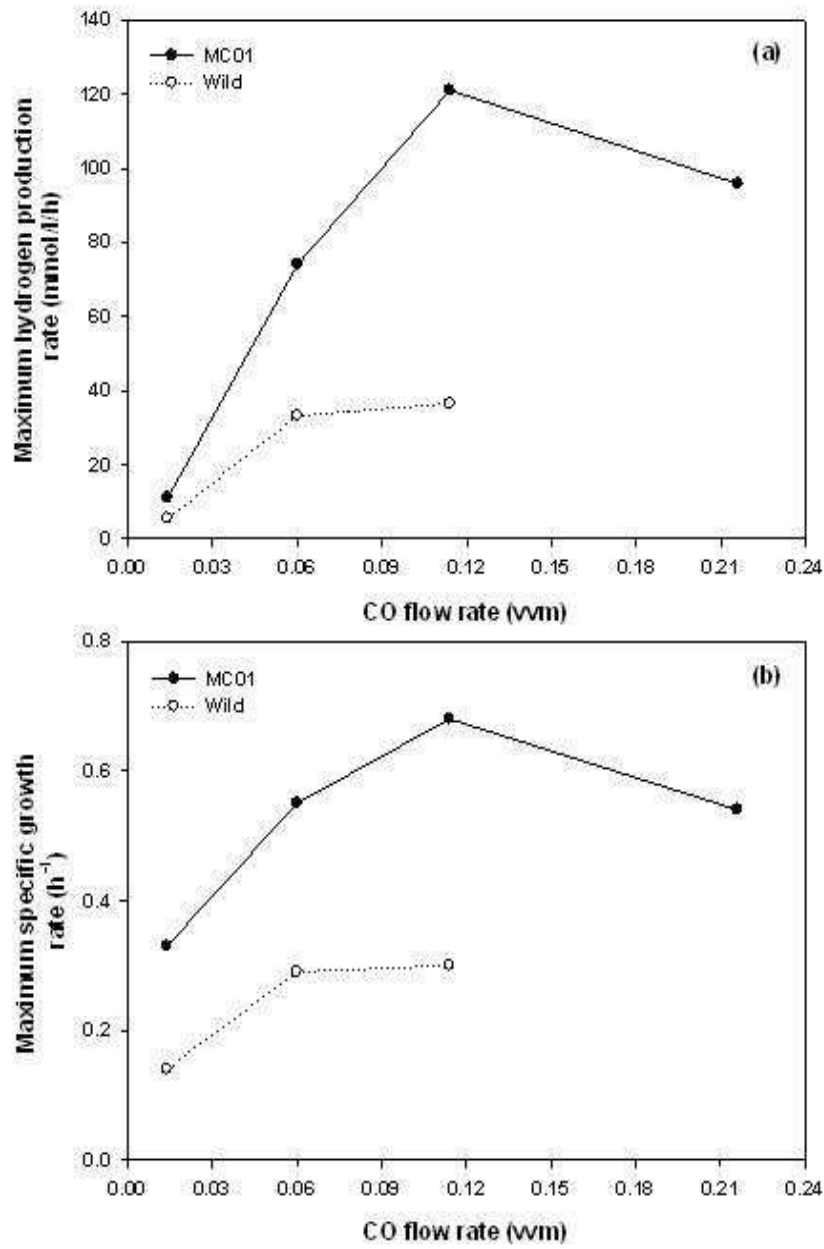 140
120
100
80
60
40
20
0
Maximum hydrogen production
rate (mmol/l/h)
MC01
Wild
(a)
0.00 0.03 0.06 0.09 0.12 0.15 0.18 0.21 0.24
CO flow rate (vvm)
0.8
0.6
0.4
0.2
0.0
Maximum specific growth
rate (h⁻¹)
MC01
Wild
(b)
0.00 0.03 0.06 0.09 0.12 0.15 0.18 0.21 0.24
CO flow rate (vvm)